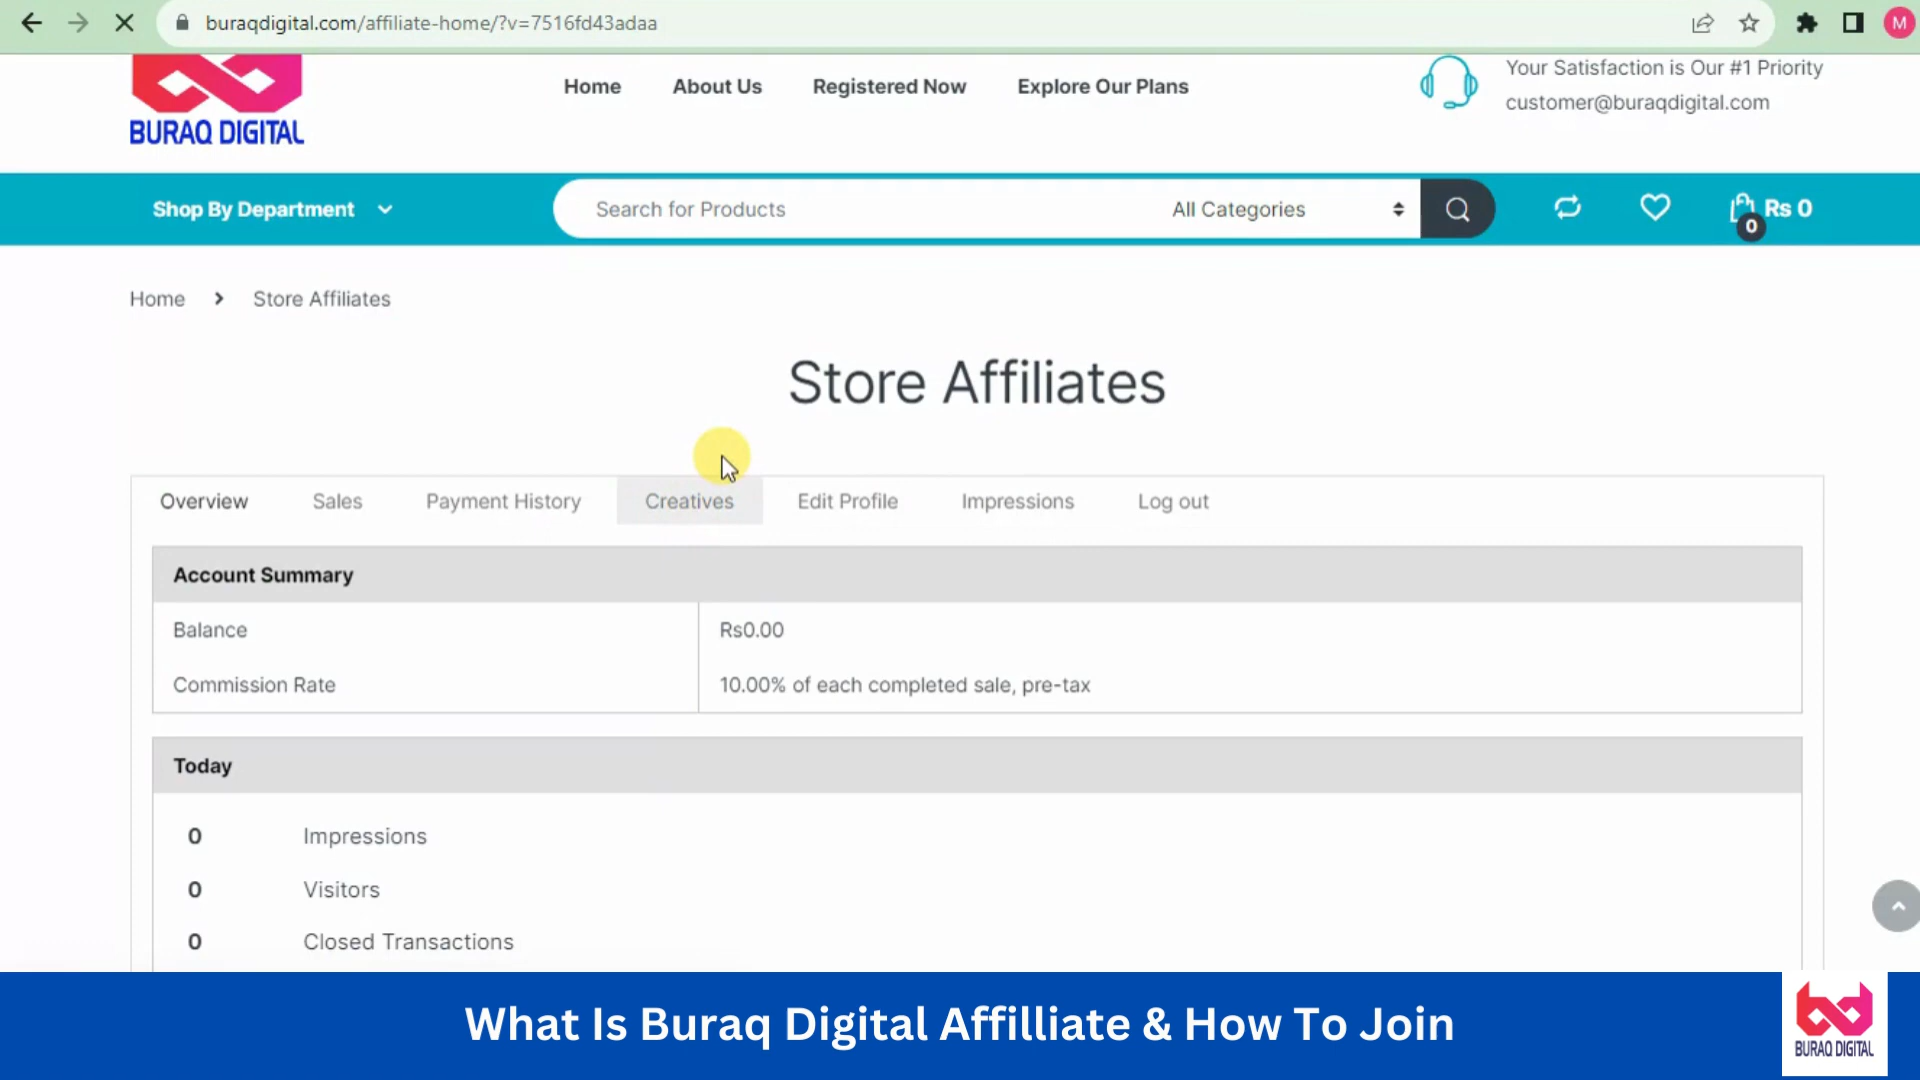 buraqdigital.com/affiliate-home/?v=7516fd43adaa
M
BURAQ DIGITAL
Home
About Us
Registered Now
Explore Our Plans
Your Satisfaction is Our #1 Priority
customer@buraqdigital.com
Shop By Department
Search for Products
All Categories
0
Rs 0
Home
Store Affiliates
Store Affiliates
Overview
Sales
Payment History
Creatives
Edit Profile
Impressions
Log out
Account Summary
Balance
Rs0.00
Commission Rate
10.00% of each completed sale, pre-tax
Today
0 Impressions
0 Visitors
0 Closed Transactions
What Is Buraq Digital Affilliate & How To Join
BURAQ DIGITAL